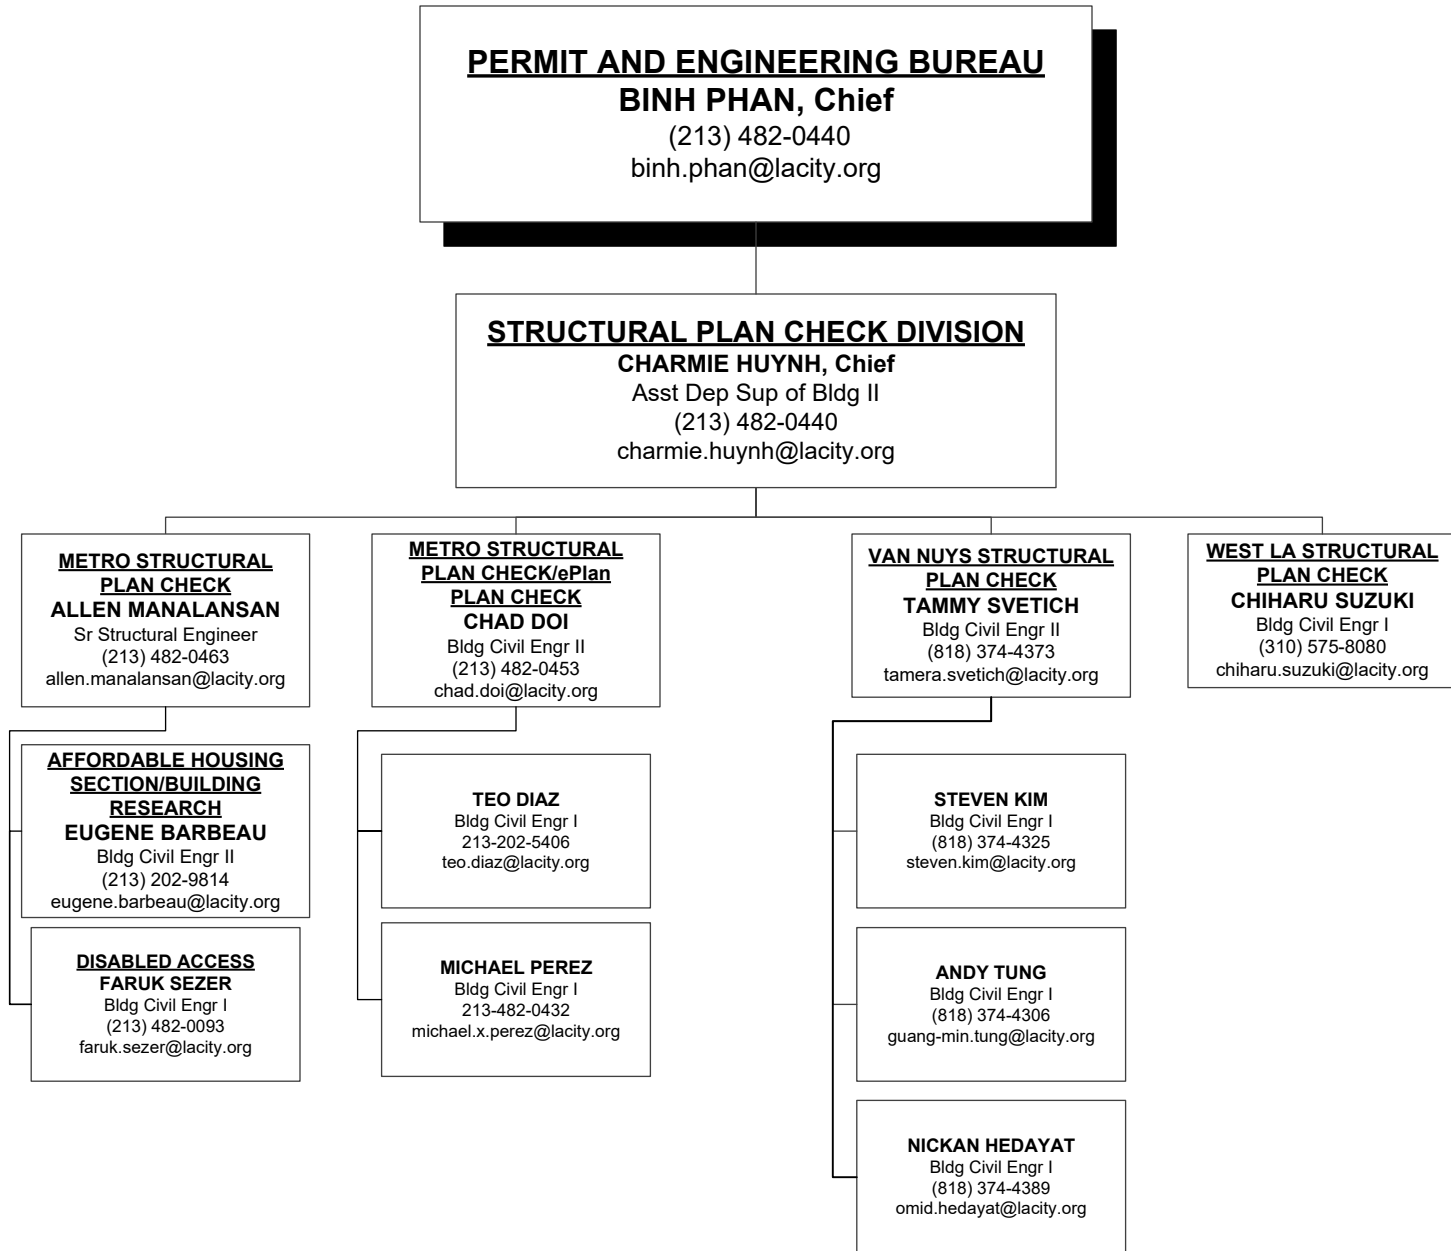 PERMIT AND ENGINEERING BUREAU
BINH PHAN, Chief
(213) 482-0440
binh.phan@lacity.org
STRUCTURAL PLAN CHECK DIVISION
CHARMIE HUYNH, Chief
Asst Dep Sup of Bldg II
(213) 482-0440
charmie.huynh@lacity.org
METRO STRUCTURAL
PLAN CHECK
ALLEN MANALANSAN
Sr Structural Engineer
(213) 482-0463
allen.manalansan@lacity.org
AFFORDABLE HOUSING
SECTION/BUILDING
RESEARCH
EUGENE BARBEAU
Bldg Civil Engr II
(213) 202-9814
eugene.barbeau@lacity.org
DISABLED ACCESS
FARUK SEZER
Bldg Civil Engr I
(213) 482-0093
faruk.sezer@lacity.org
METRO STRUCTURAL
PLAN CHECK/ePlan
PLAN CHECK
CHAD DOI
Bldg Civil Engr II
(213) 482-0453
chad.doi@lacity.org
TEO DIAZ
Bldg Civil Engr I
213-202-5406
teo.diaz@lacity.org
MICHAEL PEREZ
Bldg Civil Engr I
213-482-0432
michael.x.perez@lacity.org
VAN NUYS STRUCTURAL
PLAN CHECK
TAMMY SVETICH
Bldg Civil Engr II
(818) 374-4373
tamera.svetich@lacity.org
STEVEN KIM
Bldg Civil Engr I
(818) 374-4325
steven.kim@lacity.org
ANDY TUNG
Bldg Civil Engr I
(818) 374-4306
guang-min.tung@lacity.org
NICKAN HEDAYAT
Bldg Civil Engr I
(818) 374-4389
omid.hedayat@lacity.org
WEST LA STRUCTURAL
PLAN CHECK
CHIHARU SUZUKI
Bldg Civil Engr I
(310) 575-8080
chiharu.suzuki@lacity.org